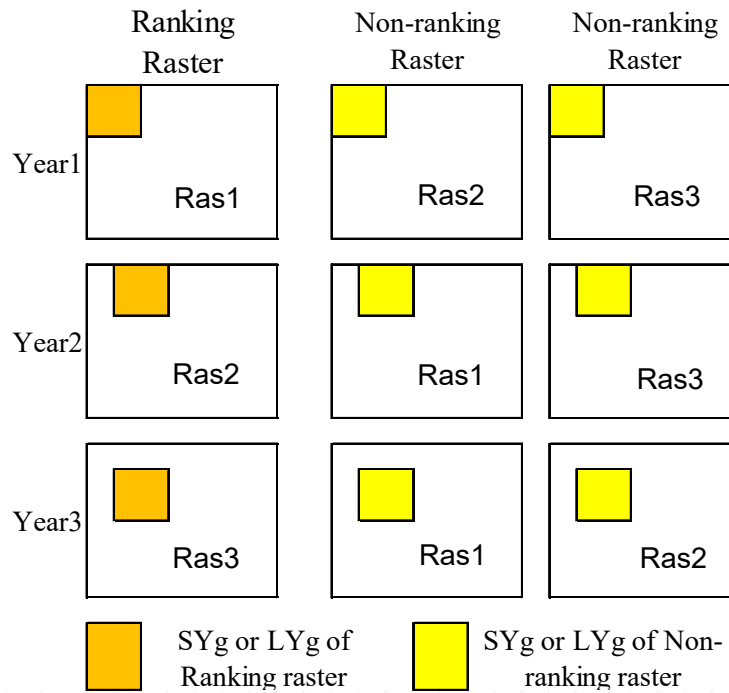 Ranking
Raster
Non-ranking
Raster
Non-ranking
Raster
Year1
Ras1
Ras2
Ras3
Year2
Ras2
Ras1
Ras3
Year3
Ras3
Ras1
Ras2
SYg or LYg of
Ranking raster
SYg or LYg of Non-
ranking raster